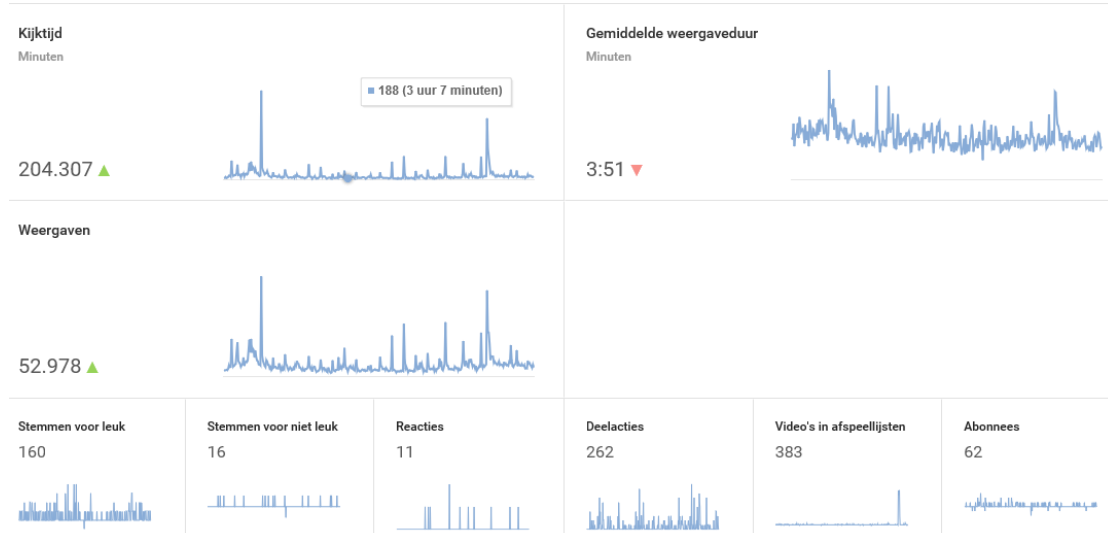 Kijktijd
Minuten
188 (3 uur 7 minuten)
204.307
Gemiddelde weergaveduur
Minuten
3:51
Weergaven
52.978
Stemmen voor leuk
160
Stemmen voor niet leuk
16
Reacties
11
Deelacties
262
Video's in afspeellijsten
383
Abonnees
62